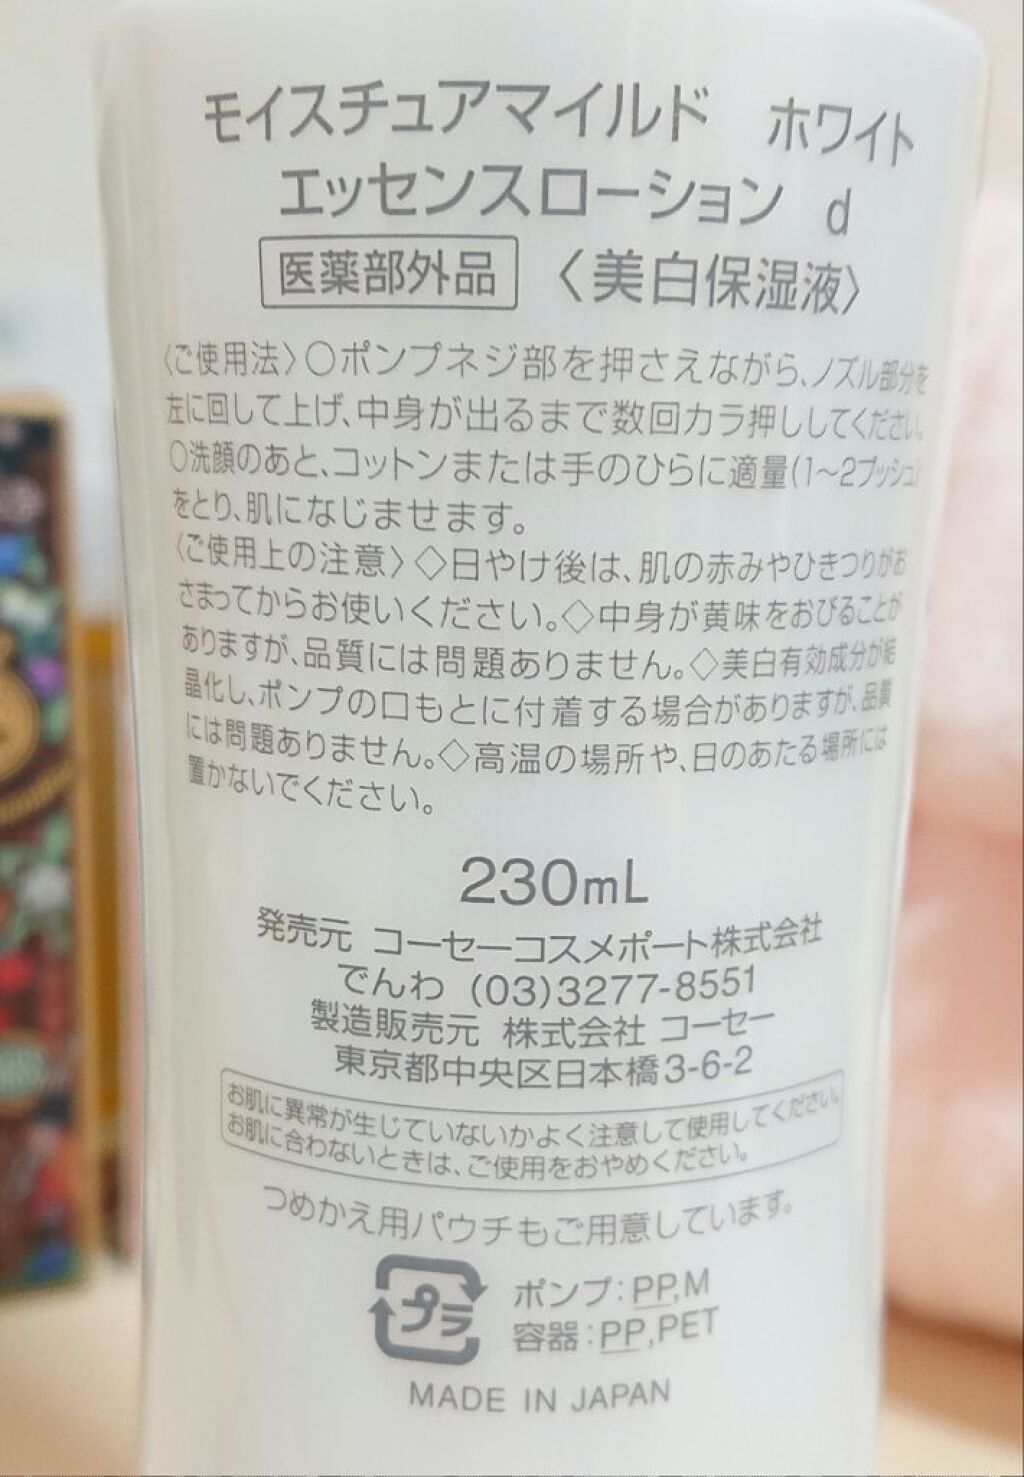 モイスチュアマイルド ホワイト
エッセンスローション d
医薬部外品 〈美白保湿液〉
〈ご使用法〉○ポンプネジ部を押さえながら、ノズル部分を
左に回して上げ、中身が出るまで数回カラ押ししてください。
○洗顔のあと、コットンまたは手のひらに適量(1〜2プッシュ)
をとり、肌になじませます。
〈ご使用上の注意〉◇日やけ後は、肌の赤みやひきつりがお
さまってからお使いください。◇中身が黄味をおびることが
ありますが、品質には問題ありません。◇美白有効成分が結
晶化し、ポンプの口もとに付着する場合がありますが、品質
には問題ありません。◇高温の場所や、日のあたる場所には
置かないでください。
230mL
発売元 コーセーコスメポート株式会社
でんわ (03)3277-8551
製造販売元 株式会社 コーセー
東京都中央区日本橋3-6-2
お肌に異常が生じていないかよく注意して使用してください。
お肌に合わないときは、ご使用をおやめください。
つめかえ用パウチもご用意しています。
プラ
ポンプ:PP,M
容器:PP,PET
MADE IN JAPAN